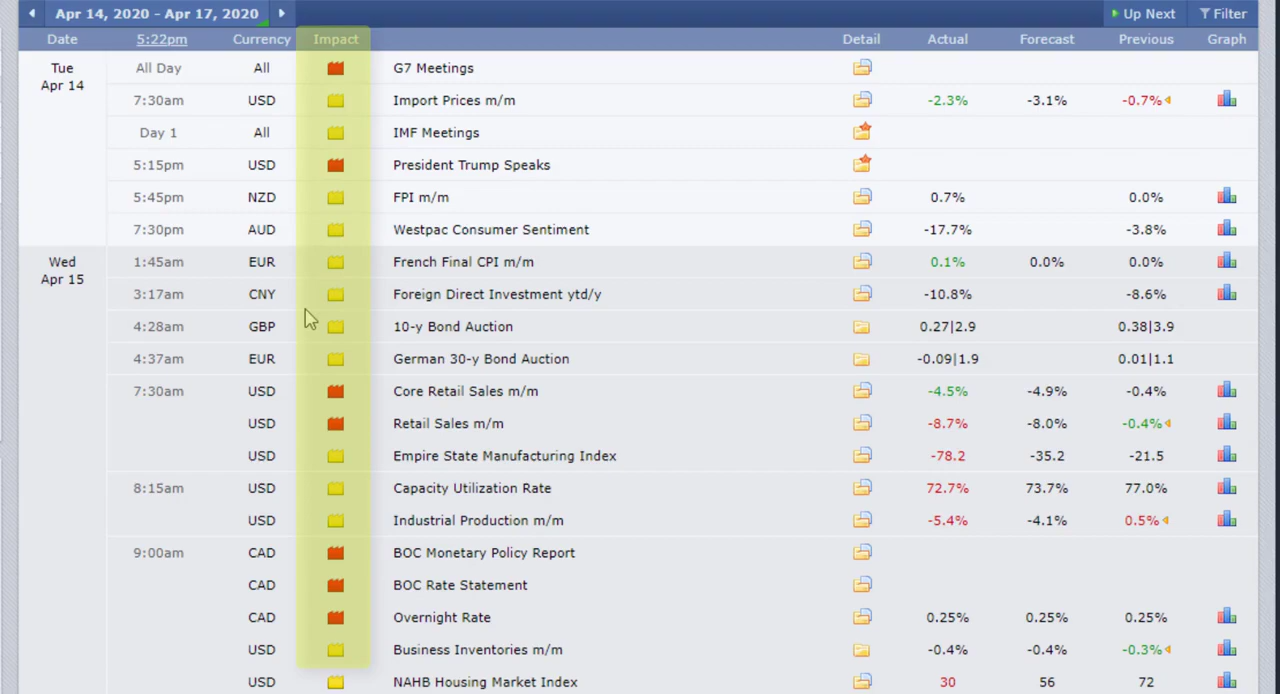 Apr 14, 2020 - Apr 17, 2020 Up Next Filter
Date 5:22pm Currency Impact Detail Actual Forecast Previous Graph
Tue All Day All G7 Meetings
Apr 14
7:30am USD Import Prices m/m -2.3% -3.1% -0.7%
Day 1 All IMF Meetings
5:15pm USD President Trump Speaks
5:45pm NZD FPI m/m 0.7% 0.0%
7:30pm AUD Westpac Consumer Sentiment -17.7% -3.8%
Wed 1:45am EUR French Final CPI m/m 0.1% 0.0% 0.0%
Apr 15
3:17am CNY Foreign Direct Investment ytd/y -10.8% -8.6%
4:28am GBP 10-y Bond Auction 0.27|2.9 0.38|3.9
4:37am EUR German 30-y Bond Auction -0.09|1.9 0.01|1.1
7:30am USD Core Retail Sales m/m -4.5% -4.9% -0.4%
USD Retail Sales m/m -8.7% -8.0% -0.4%
USD Empire State Manufacturing Index -78.2 -35.2 -21.5
8:15am USD Capacity Utilization Rate 72.7% 73.7% 77.0%
USD Industrial Production m/m -5.4% -4.1% 0.5%
9:00am CAD BOC Monetary Policy Report
CAD BOC Rate Statement
CAD Overnight Rate 0.25% 0.25% 0.25%
USD Business Inventories m/m -0.4% -0.4% -0.3%
USD NAHB Housing Market Index 30 56 72